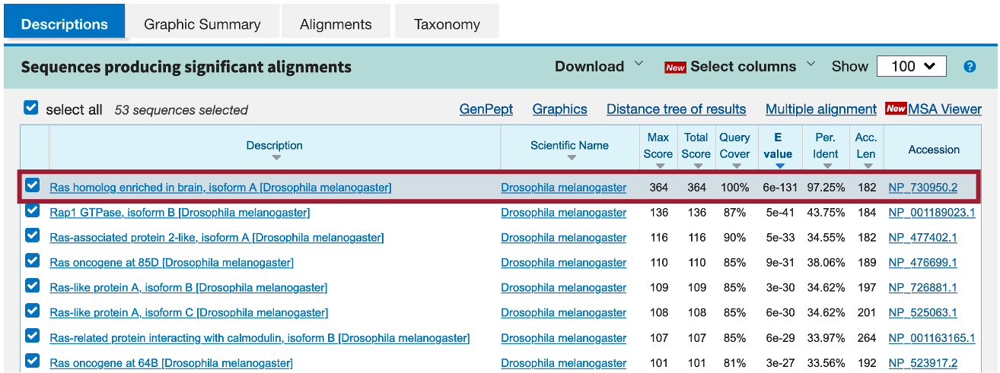 Descriptions Graphic Summary Alignments Taxonomy
Sequences producing significant alignments Download New Select columns Show 100 ?
select all 53 sequences selected GenPept Graphics Distance tree of results Multiple alignment New MSA Viewer
Description Scientific Name Max Score Total Score Query Cover E value Per. Ident Acc. Len Accession
Ras homolog enriched in brain, isoform A [Drosophila melanogaster] Drosophila melanogaster 364 364 100% 6e-131 97.25% 182 NP_730950.2
Rap1 GTPase, isoform B [Drosophila melanogaster] Drosophila melanogaster 136 136 87% 5e-41 43.75% 184 NP_001189023.1
Ras-associated protein 2-like, isoform A [Drosophila melanogaster] Drosophila melanogaster 116 116 90% 5e-33 34.55% 182 NP_477402.1
Ras oncogene at 85D [Drosophila melanogaster] Drosophila melanogaster 110 110 85% 9e-31 38.06% 189 NP_476699.1
Ras-like protein A, isoform B [Drosophila melanogaster] Drosophila melanogaster 109 109 85% 3e-30 34.62% 197 NP_726881.1
Ras-like protein A, isoform C [Drosophila melanogaster] Drosophila melanogaster 108 108 85% 6e-30 34.62% 201 NP_525063.1
Ras-related protein interacting with calmodulin, isoform B [Drosophila melanogaster] Drosophila melanogaster 107 107 85% 6e-29 33.97% 264 NP_001163165.1
Ras oncogene at 64B [Drosophila melanogaster] Drosophila melanogaster 101 101 81% 3e-27 33.56% 192 NP_523917.2